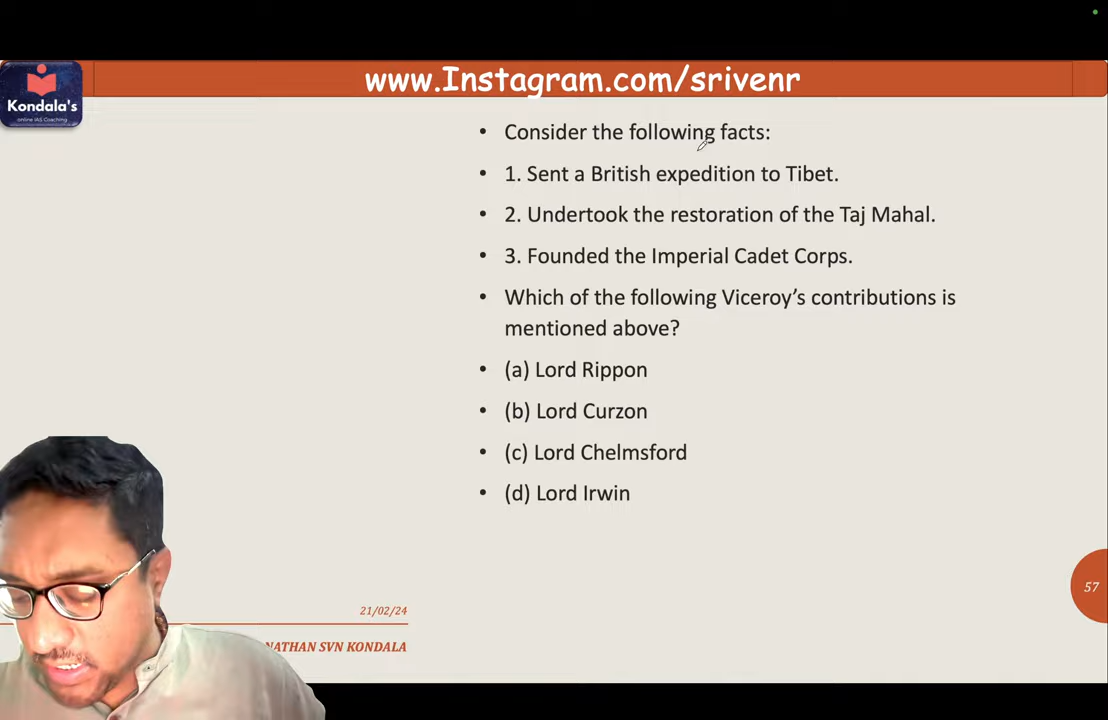 www.Instagram.com/srivenr
Kondala's
online IAS Coaching
• Consider the following facts:
• 1. Sent a British expedition to Tibet.
• 2. Undertook the restoration of the Taj Mahal.
• 3. Founded the Imperial Cadet Corps.
• Which of the following Viceroy's contributions is
mentioned above?
• (a) Lord Rippon
• (b) Lord Curzon
• (c) Lord Chelmsford
• (d) Lord Irwin
57
21/02/24
NATHAN SVN KONDALA